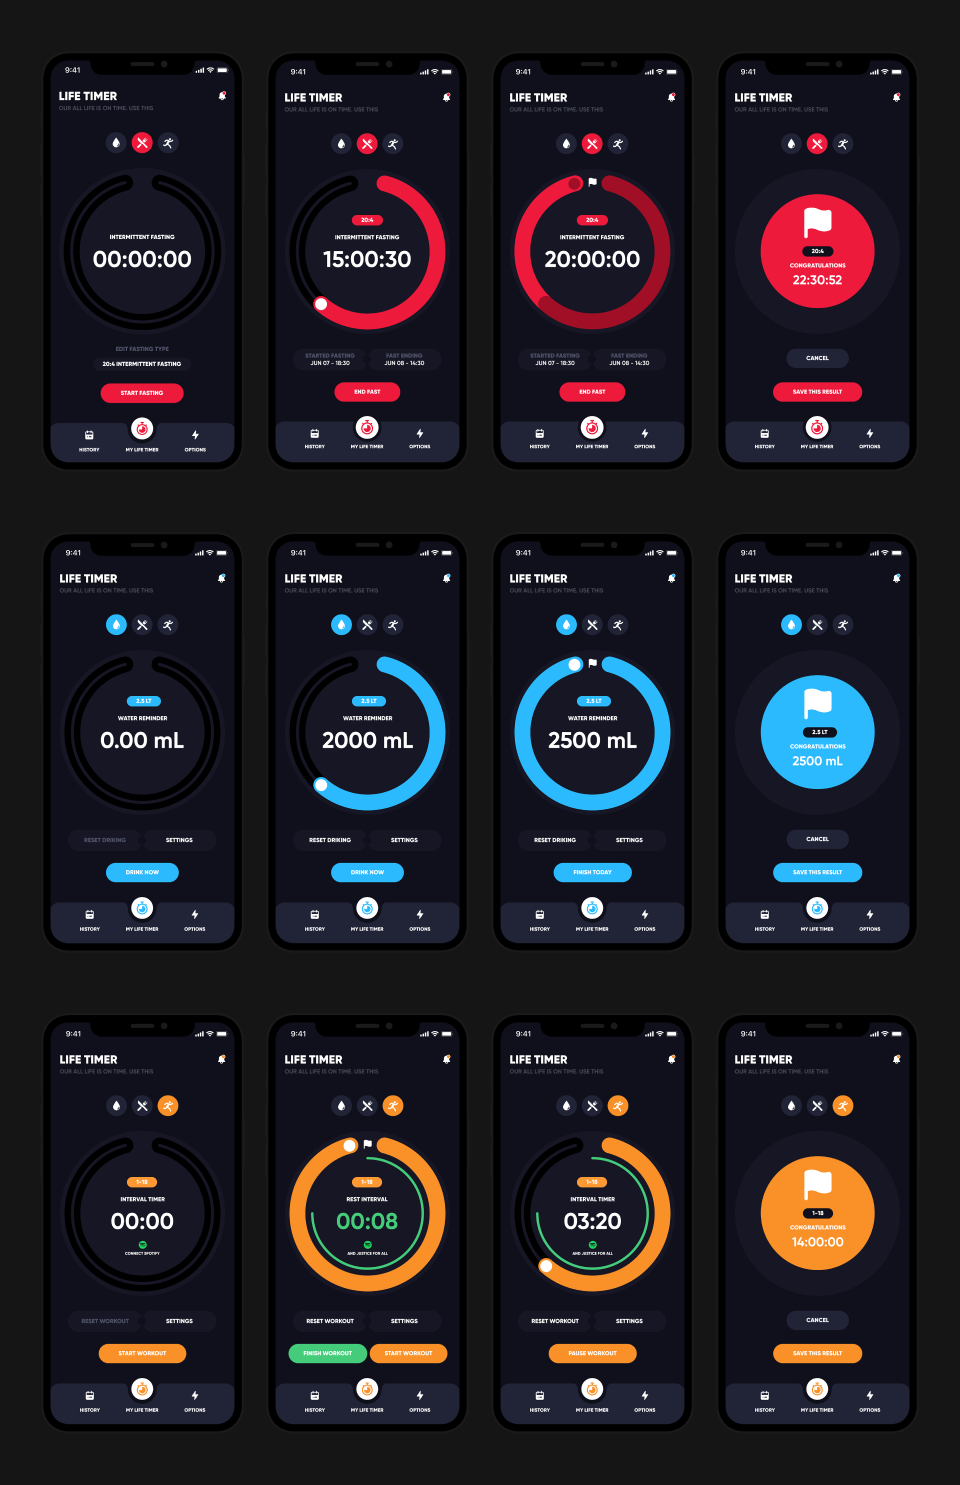 9:41
LIFE TIMER
OUR ALL LIFE IS ON TIME, USE THIS
INTERMITTENT FASTING
00:00:00
EDIT FASTING TYPE
20:4 INTERMITTENT FASTING
START FASTING
HISTORY
MY LIFE TIMER
OPTIONS
9:41
LIFE TIMER
OUR ALL LIFE IS ON TIME, USE THIS
20:4
INTERMITTENT FASTING
15:00:30
STARTED FASTING
JUN 07 - 18:30
FAST ENDING
JUN 08 - 14:30
END FAST
HISTORY
MY LIFE TIMER
OPTIONS
9:41
LIFE TIMER
OUR ALL LIFE IS ON TIME, USE THIS
20:4
INTERMITTENT FASTING
20:00:00
STARTED FASTING
JUN 07 - 18:30
FAST ENDING
JUN 08 - 14:30
END FAST
HISTORY
MY LIFE TIMER
OPTIONS
9:41
LIFE TIMER
OUR ALL LIFE IS ON TIME, USE THIS
20:4
CONGRATULATIONS
22:30:52
CANCEL
SAVE THIS RESULT
HISTORY
MY LIFE TIMER
OPTIONS
9:41
LIFE TIMER
OUR ALL LIFE IS ON TIME, USE THIS
2.5 LT
WATER REMINDER
0.00 mL
RESET DRIKING
SETTINGS
DRINK NOW
HISTORY
MY LIFE TIMER
OPTIONS
9:41
LIFE TIMER
OUR ALL LIFE IS ON TIME, USE THIS
2.5 LT
WATER REMINDER
2000 mL
RESET DRIKING
SETTINGS
DRINK NOW
HISTORY
MY LIFE TIMER
OPTIONS
9:41
LIFE TIMER
OUR ALL LIFE IS ON TIME, USE THIS
2.5 LT
WATER REMINDER
2500 mL
RESET DRIKING
SETTINGS
FINISH TODAY
HISTORY
MY LIFE TIMER
OPTIONS
9:41
LIFE TIMER
OUR ALL LIFE IS ON TIME, USE THIS
2.5 LT
CONGRATULATIONS
2500 mL
CANCEL
SAVE THIS RESULT
HISTORY
MY LIFE TIMER
OPTIONS
9:41
LIFE TIMER
OUR ALL LIFE IS ON TIME, USE THIS
1-18
INTERVAL TIMER
00:00
CONNECT SPOTIFY
RESET WORKOUT
SETTINGS
START WORKOUT
HISTORY
MY LIFE TIMER
OPTIONS
9:41
LIFE TIMER
OUR ALL LIFE IS ON TIME, USE THIS
1-18
REST INTERVAL
00:08
AND JUSTICE FOR ALL
RESET WORKOUT
SETTINGS
FINISH WORKOUT
START WORKOUT
HISTORY
MY LIFE TIMER
OPTIONS
9:41
LIFE TIMER
OUR ALL LIFE IS ON TIME, USE THIS
1-18
INTERVAL TIMER
03:20
AND JUSTICE FOR ALL
RESET WORKOUT
SETTINGS
PAUSE WORKOUT
HISTORY
MY LIFE TIMER
OPTIONS
9:41
LIFE TIMER
OUR ALL LIFE IS ON TIME, USE THIS
1-18
CONGRATULATIONS
14:00:00
CANCEL
SAVE THIS RESULT
HISTORY
MY LIFE TIMER
OPTIONS